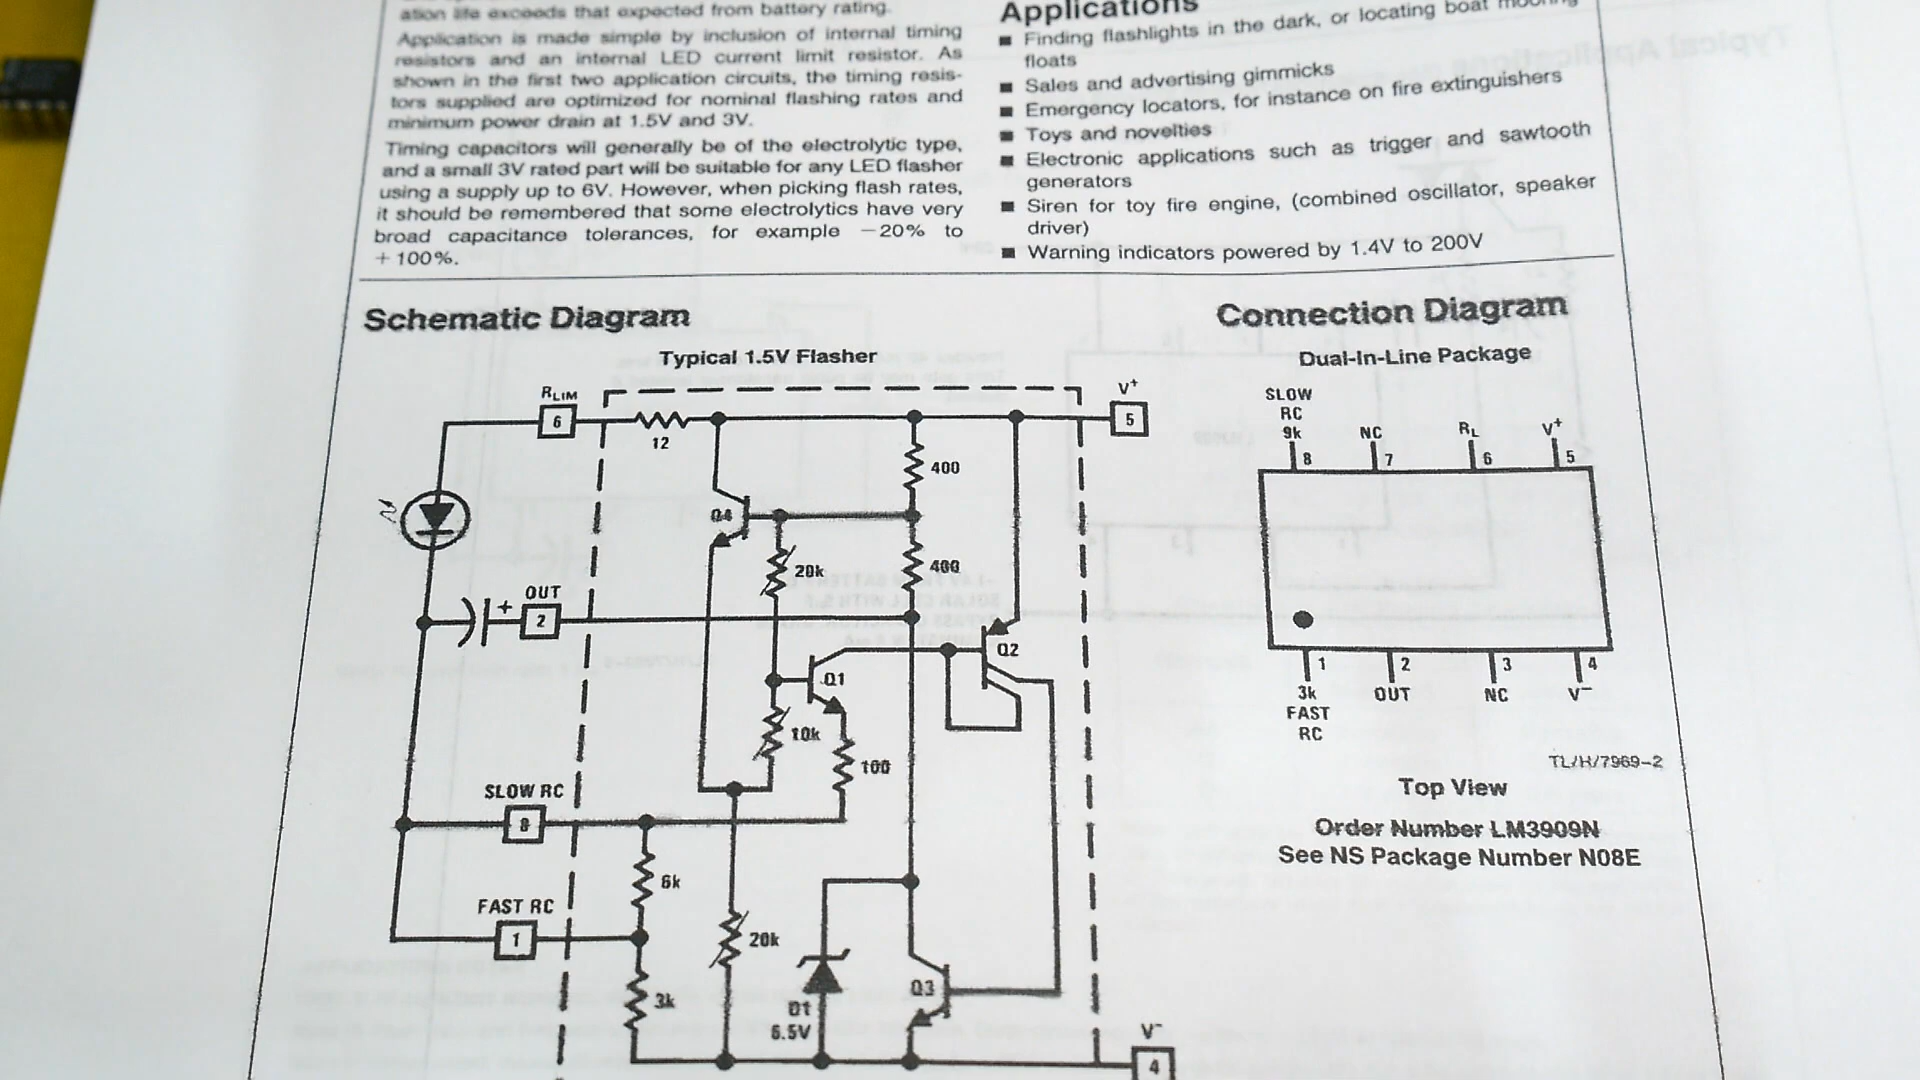 ation life exceeds that expected from battery rating.
Application is made simple by inclusion of internal timing
resistors and an internal LED current limit resistor. As
shown in the first two application circuits, the timing resis-
tors supplied are optimized for nominal flashing rates and
minimum power drain at 1.5V and 3V.
Timing capacitors will generally be of the electrolytic type,
and a small 3V rated part will be suitable for any LED flasher
using a supply up to 6V. However, when picking flash rates,
it should be remembered that some electrolytics have very
broad capacitance tolerances, for example −20% to
+100%.
Applications
■ Finding flashlights in the dark, or locating boat mooring
floats
■ Sales and advertising gimmicks
■ Emergency locators, for instance on fire extinguishers
■ Toys and novelties
■ Electronic applications such as trigger and sawtooth
generators
■ Siren for toy fire engine, (combined oscillator, speaker
driver)
■ Warning indicators powered by 1.4V to 200V
Schematic Diagram
Typical 1.5V Flasher
RLIM
6
12
V+
5
400
Q4
20k
400
OUT
+
2
Q2
Q1
10k
100
SLOW RC
8
6k
FAST RC
1
20k
3k
Q3
D1
6.5V
V−
4
Connection Diagram
Dual-In-Line Package
SLOW
RC
9k
NC
RL
V+
8
7
6
5
1
2
3
4
3k
FAST
RC
OUT
NC
V−
TL/H/7969-2
Top View
Order Number LM3909N
See NS Package Number N08E